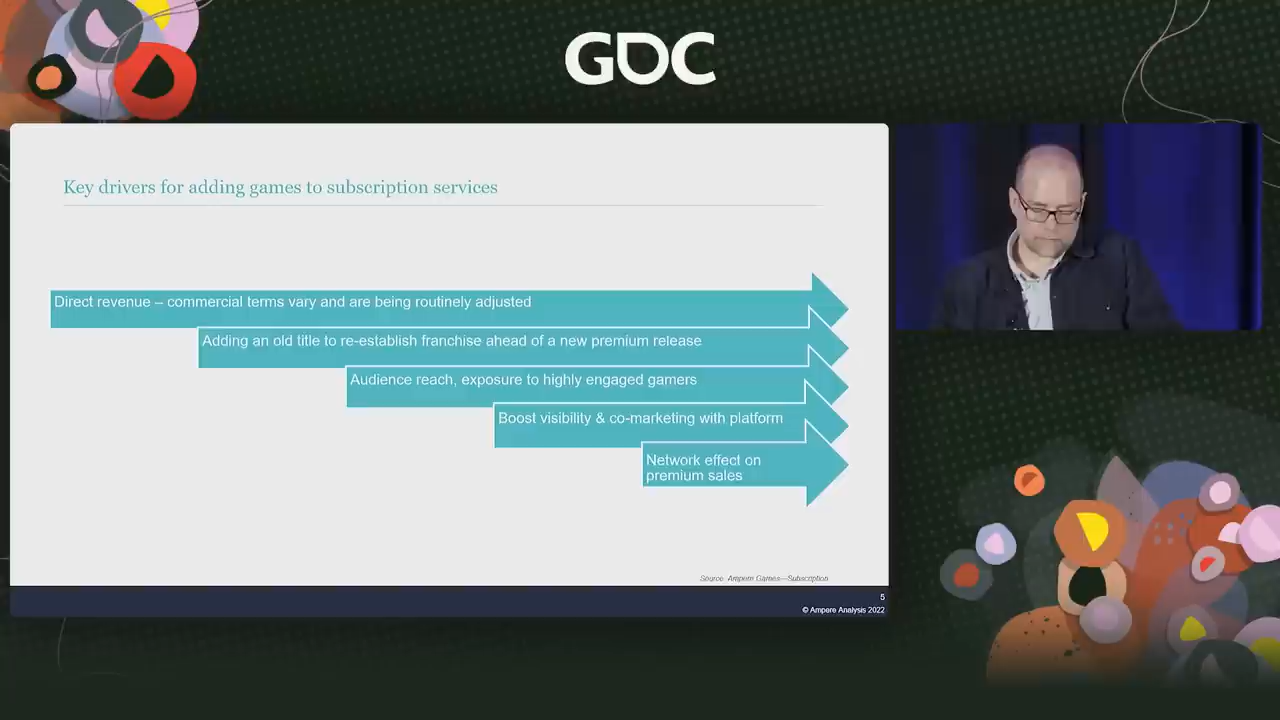 GDC
Key drivers for adding games to subscription services
Direct revenue – commercial terms vary and are being routinely adjusted
Adding an old title to re-establish franchise ahead of a new premium release
Audience reach, exposure to highly engaged gamers
Boost visibility & co-marketing with platform
Network effect on
premium sales
Source: Ampere Games—Subscription
5
© Ampere Analysis 2022